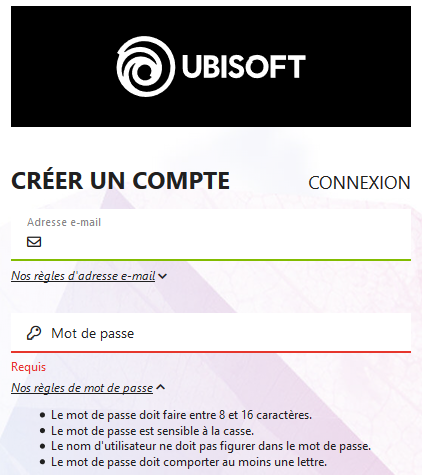 UBISOFT
CRÉER UN COMPTE
CONNEXION
Adresse e-mail
Nos règles d'adresse e-mail
Mot de passe
Requis
Nos règles de mot de passe
Le mot de passe doit faire entre 8 et 16 caractères.
Le mot de passe est sensible à la casse.
Le nom d'utilisateur ne doit pas figurer dans le mot de passe.
Le mot de passe doit comporter au moins une lettre.